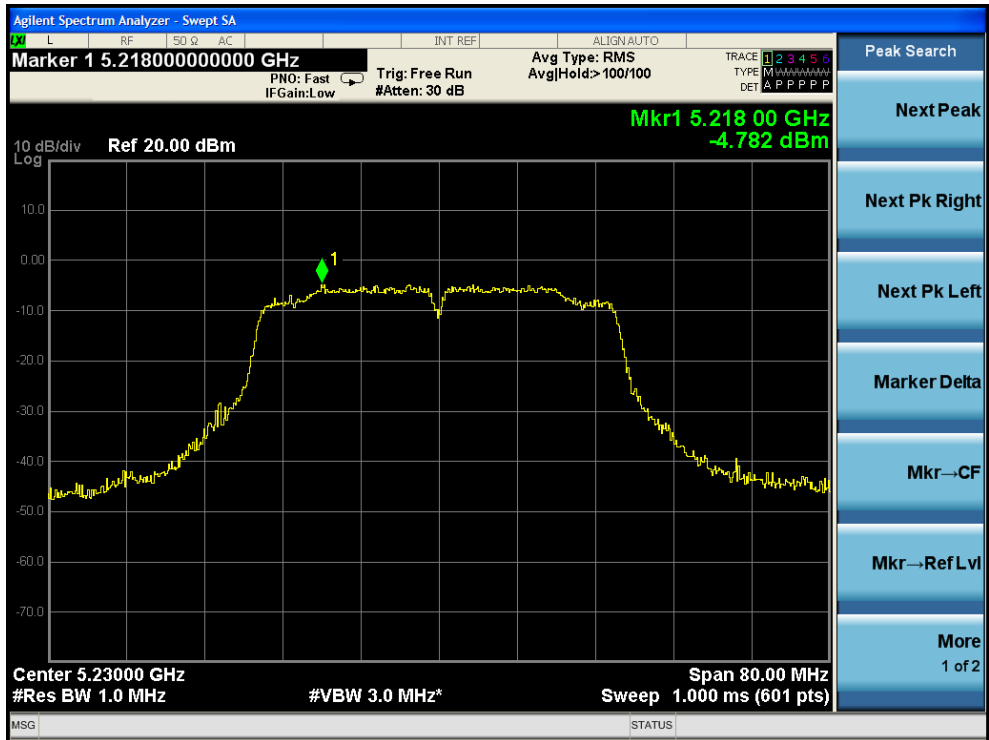 Agilent Spectrum Analyzer - Swept SA
LXI L RF 50 Ω AC INT REF ALIGN AUTO
Marker 1 5.218000000000 GHz
PNO: Fast
IFGain:Low
Trig: Free Run
#Atten: 30 dB
Avg Type: RMS
Avg|Hold:>100/100
TRACE 1 2 3 4 5 6
TYPE M
DET A P P P P P
Mkr1 5.218 00 GHz
-4.782 dBm
10 dB/div Ref 20.00 dBm
Log
10.0
0.00
-10.0
-20.0
-30.0
-40.0
-50.0
-60.0
-70.0
1
Center 5.23000 GHz Span 80.00 MHz
#Res BW 1.0 MHz #VBW 3.0 MHz* Sweep 1.000 ms (601 pts)
MSG STATUS
Peak Search
Next Peak
Next Pk Right
Next Pk Left
Marker Delta
Mkr→CF
Mkr→Ref Lvl
More
1 of 2